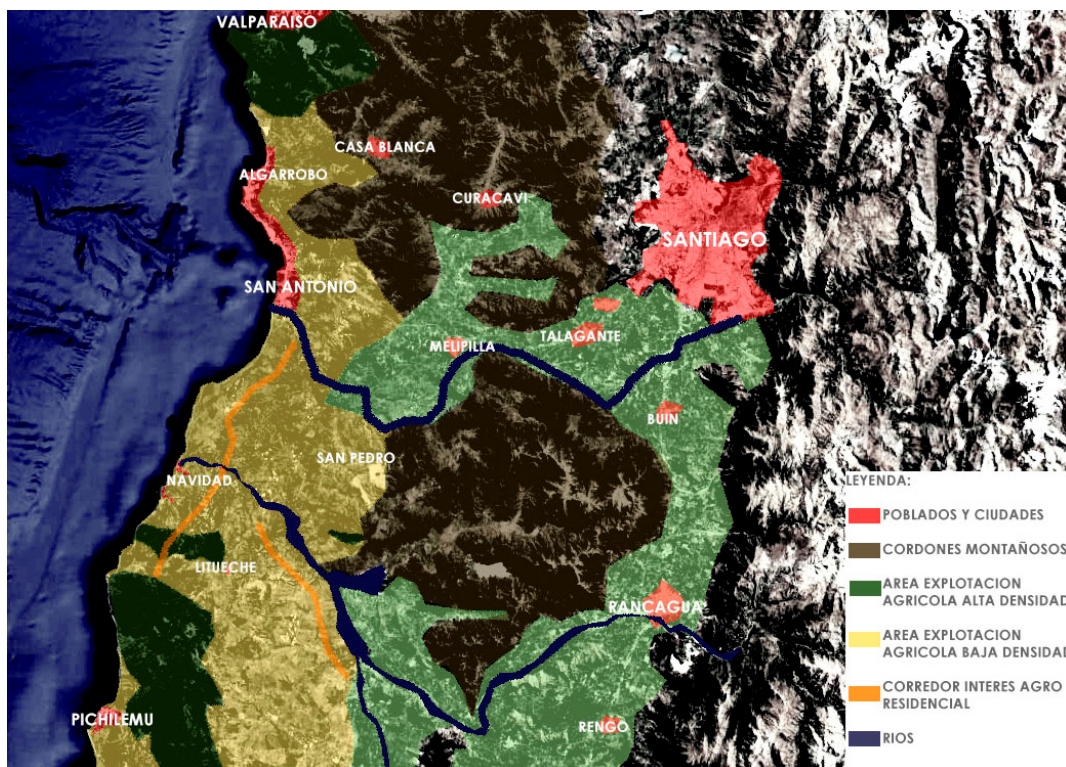 VALPARAISO
CASA BLANCA
ALGARROBO
CURACAVI
SANTIAGO
SAN ANTONIO
TALAGANTE
MELIPILLA
BUIN
SAN PEDRO
NAVIDAD
LITUECHE
RANCAGUA
PICHILEMU
RENGO
LEYENDA:
POBLADOS Y CIUDADES
CORDONES MONTAÑOSOS
AREA EXPLOTACION
AGRICOLA ALTA DENSIDAD
AREA EXPLOTACION
AGRICOLA BAJA DENSIDAD
CORREDOR INTERES AGRO
RESIDENCIAL
RIOS